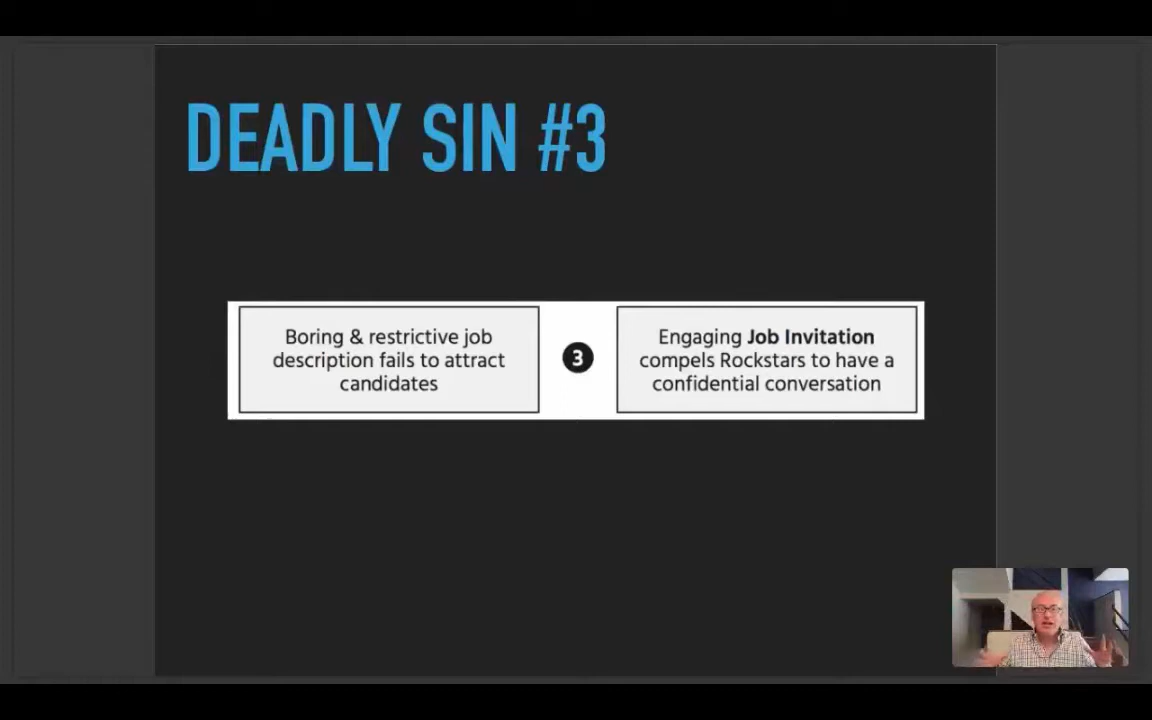 DEADLY SIN #3
Boring & restrictive job
description fails to attract
candidates
3
Engaging Job Invitation
compels Rockstars to have a
confidential conversation